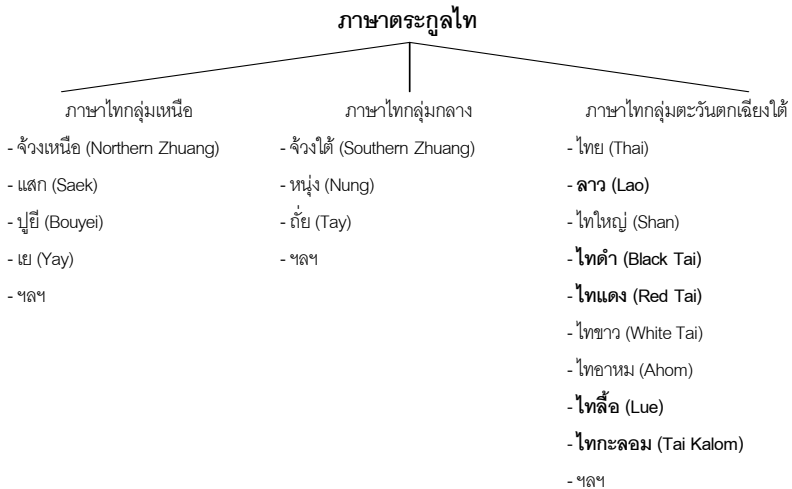 ภาษาตระกูลไท
ภาษาไทกลุ่มเหนือ
- จ้วงเหนือ (Northern Zhuang)
- แสก (Saek)
- ปูยี (Bouyei)
- เย (Yay)
- ฯลฯ
ภาษาไทกลุ่มกลาง
- จ้วงใต้ (Southern Zhuang)
- หนุ่ง (Nung)
- ถั่ย (Tay)
- ฯลฯ
ภาษาไทกลุ่มตะวันตกเฉียงใต้
- ไทย (Thai)
- ลาว (Lao)
- ไทใหญ่ (Shan)
- ไทดำ (Black Tai)
- ไทแดง (Red Tai)
- ไทขาว (White Tai)
- ไทอาหม (Ahom)
- ไทลื้อ (Lue)
- ไทกะลอม (Tai Kalom)
- ฯลฯ